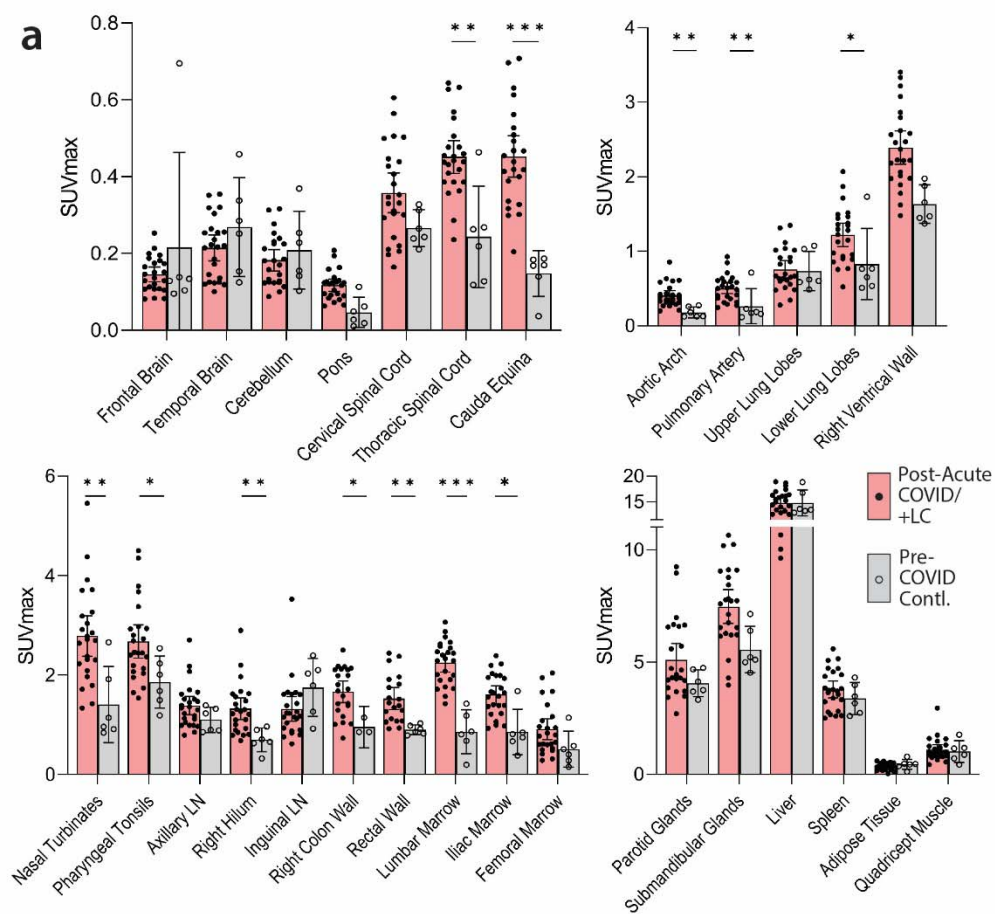 a
SUVmax
0.8
0.6
0.4
0.2
0.0
** ***
Frontal Brain
Temporal Brain
Cerebellum
Pons
Cervical Spinal Cord
Thoracic Spinal Cord
Cauda Equina
SUVmax
4
3
2
1
0
** ** *
Aortic Arch
Pulmonary Artery
Upper Lung Lobes
Lower Lung Lobes
Right Ventrical Wall
SUVmax
6
4
2
0
** * ** * ** *** *
Nasal Turbinates
Pharyngeal Tonsils
Axillary LN
Right Hilum
Inguinal LN
Right Colon Wall
Rectal Wall
Lumbar Marrow
Iliac Marrow
Femoral Marrow
SUVmax
20
15
10
5
0
Parotid Glands
Submandibular Glands
Liver
Spleen
Adipose Tissue
Quadricept Muscle
Post-Acute
COVID/
+LC
Pre-
COVID
Contl.